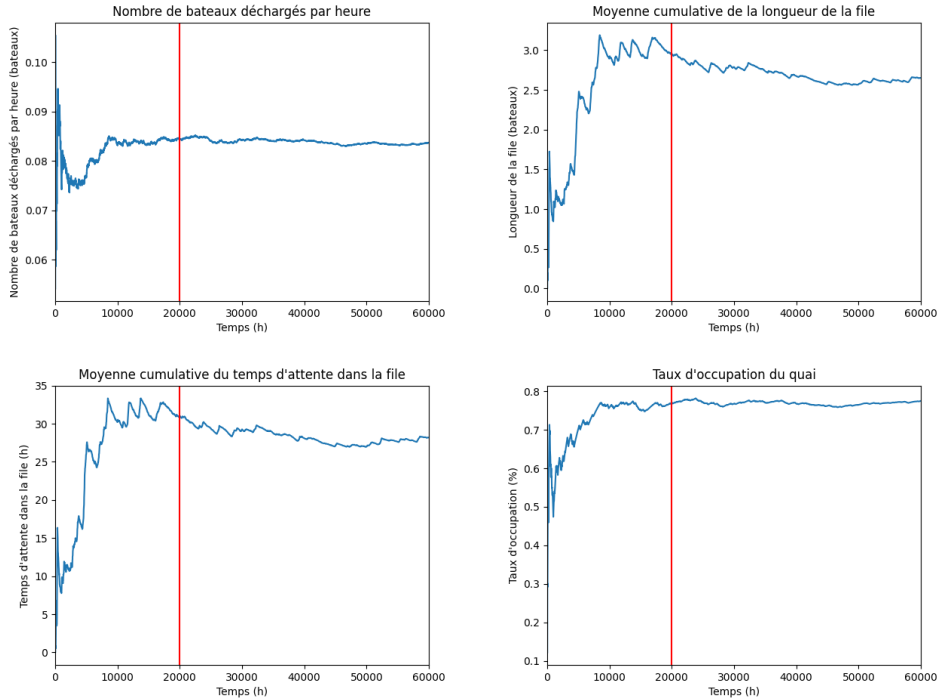 Nombre de bateaux déchargés par heure
Nombre de bateaux déchargés par heure (bateaux)
0.10
0.09
0.08
0.07
0.06
0 10000 20000 30000 40000 50000 60000
Temps (h)
Moyenne cumulative de la longueur de la file
Longueur de la file (bateaux)
3.0
2.5
2.0
1.5
1.0
0.5
0.0
0 10000 20000 30000 40000 50000 60000
Temps (h)
Moyenne cumulative du temps d'attente dans la file
Temps d'attente dans la file (h)
35
30
25
20
15
10
5
0
0 10000 20000 30000 40000 50000 60000
Temps (h)
Taux d'occupation du quai
Taux d'occupation (%)
0.8
0.7
0.6
0.5
0.4
0.3
0.2
0.1
0 10000 20000 30000 40000 50000 60000
Temps (h)